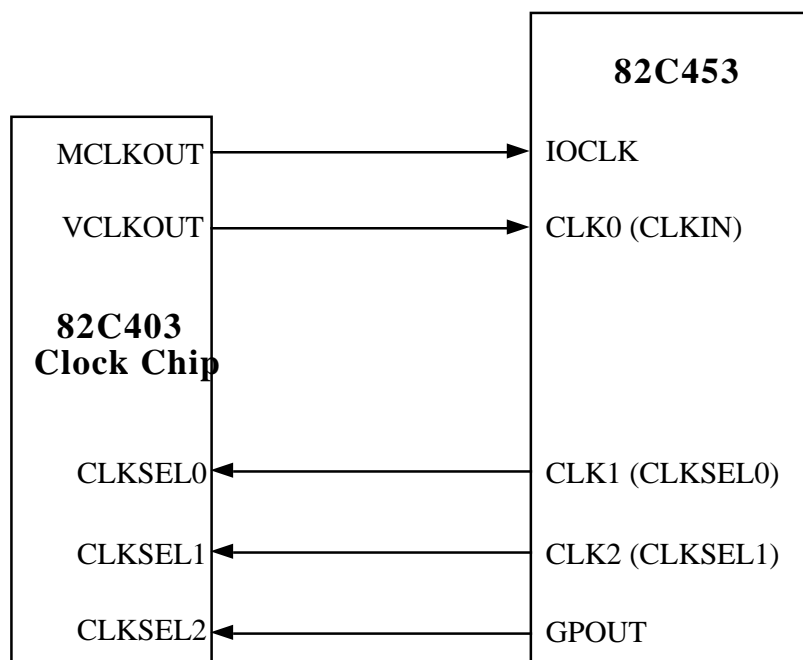 82C453
MCLKOUT
IOCLK
VCLKOUT
CLK0 (CLKIN)
82C403
Clock Chip
CLKSEL0
CLK1 (CLKSEL0)
CLKSEL1
CLK2 (CLKSEL1)
CLKSEL2
GPOUT